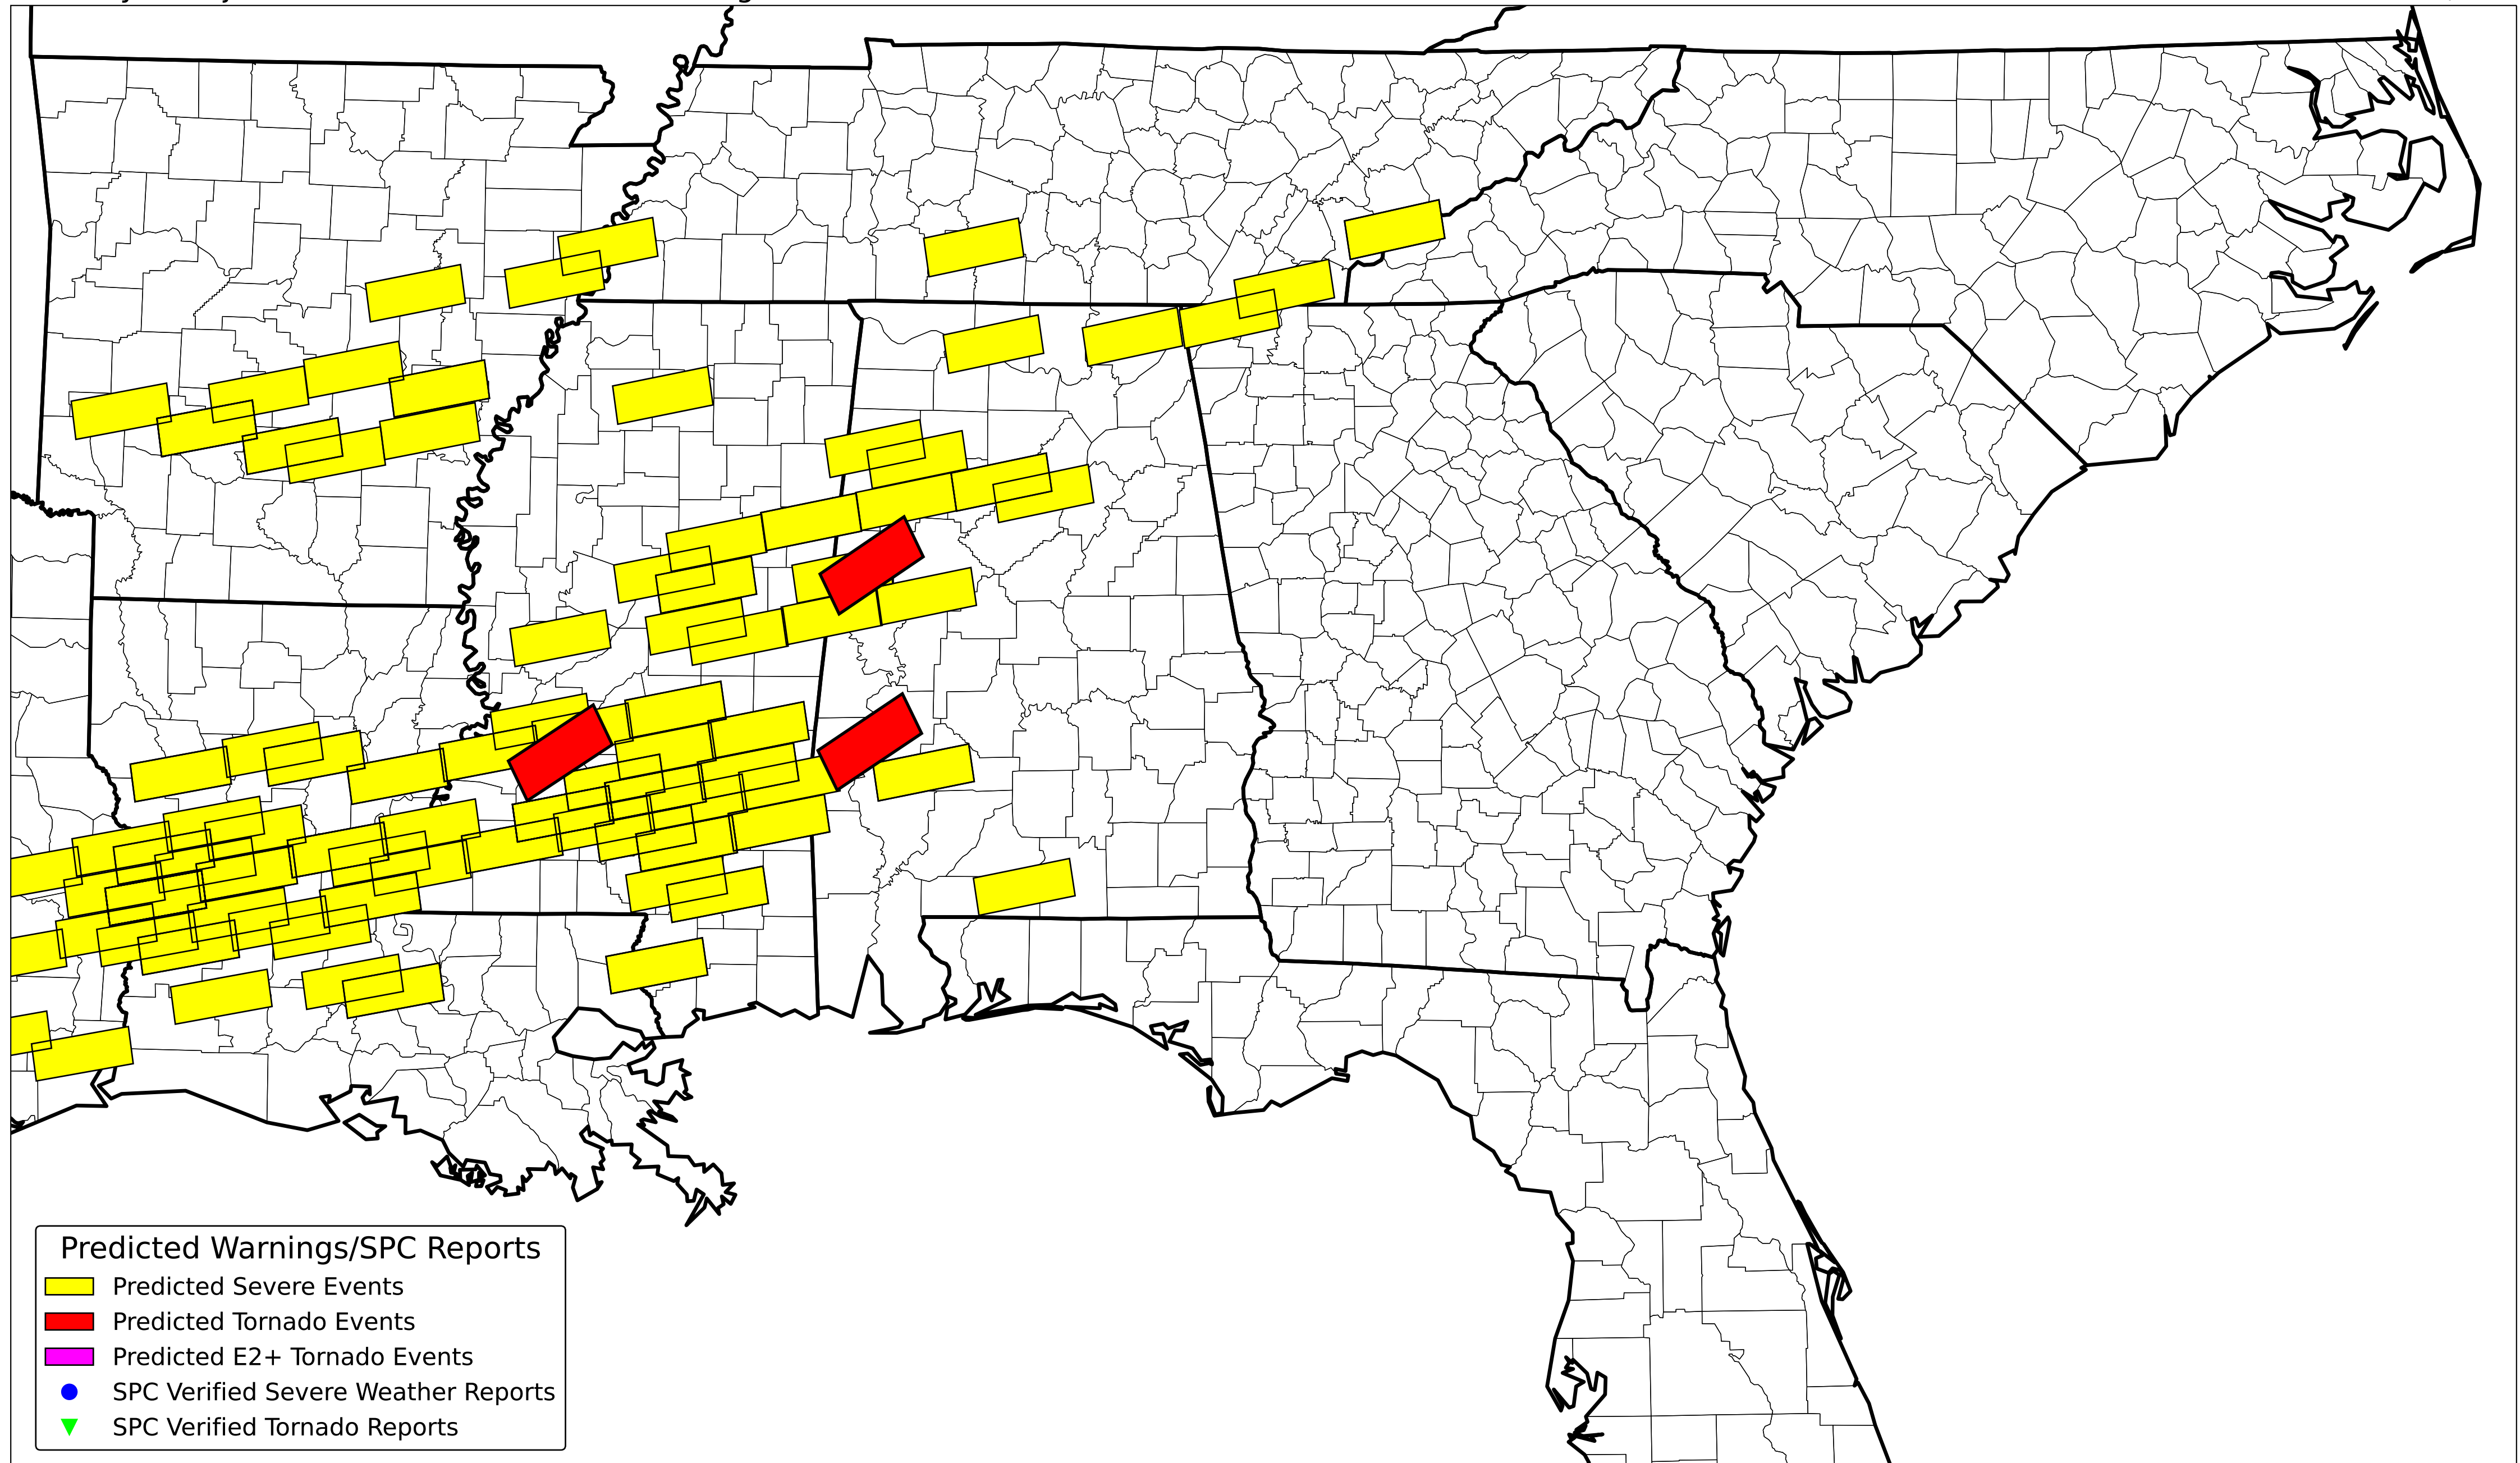 Predicted Warnings/SPC Reports
Predicted Severe Events
Predicted Tornado Events
Predicted E2+ Tornado Events
SPC Verified Severe Weather Reports
SPC Verified Tornado Reports